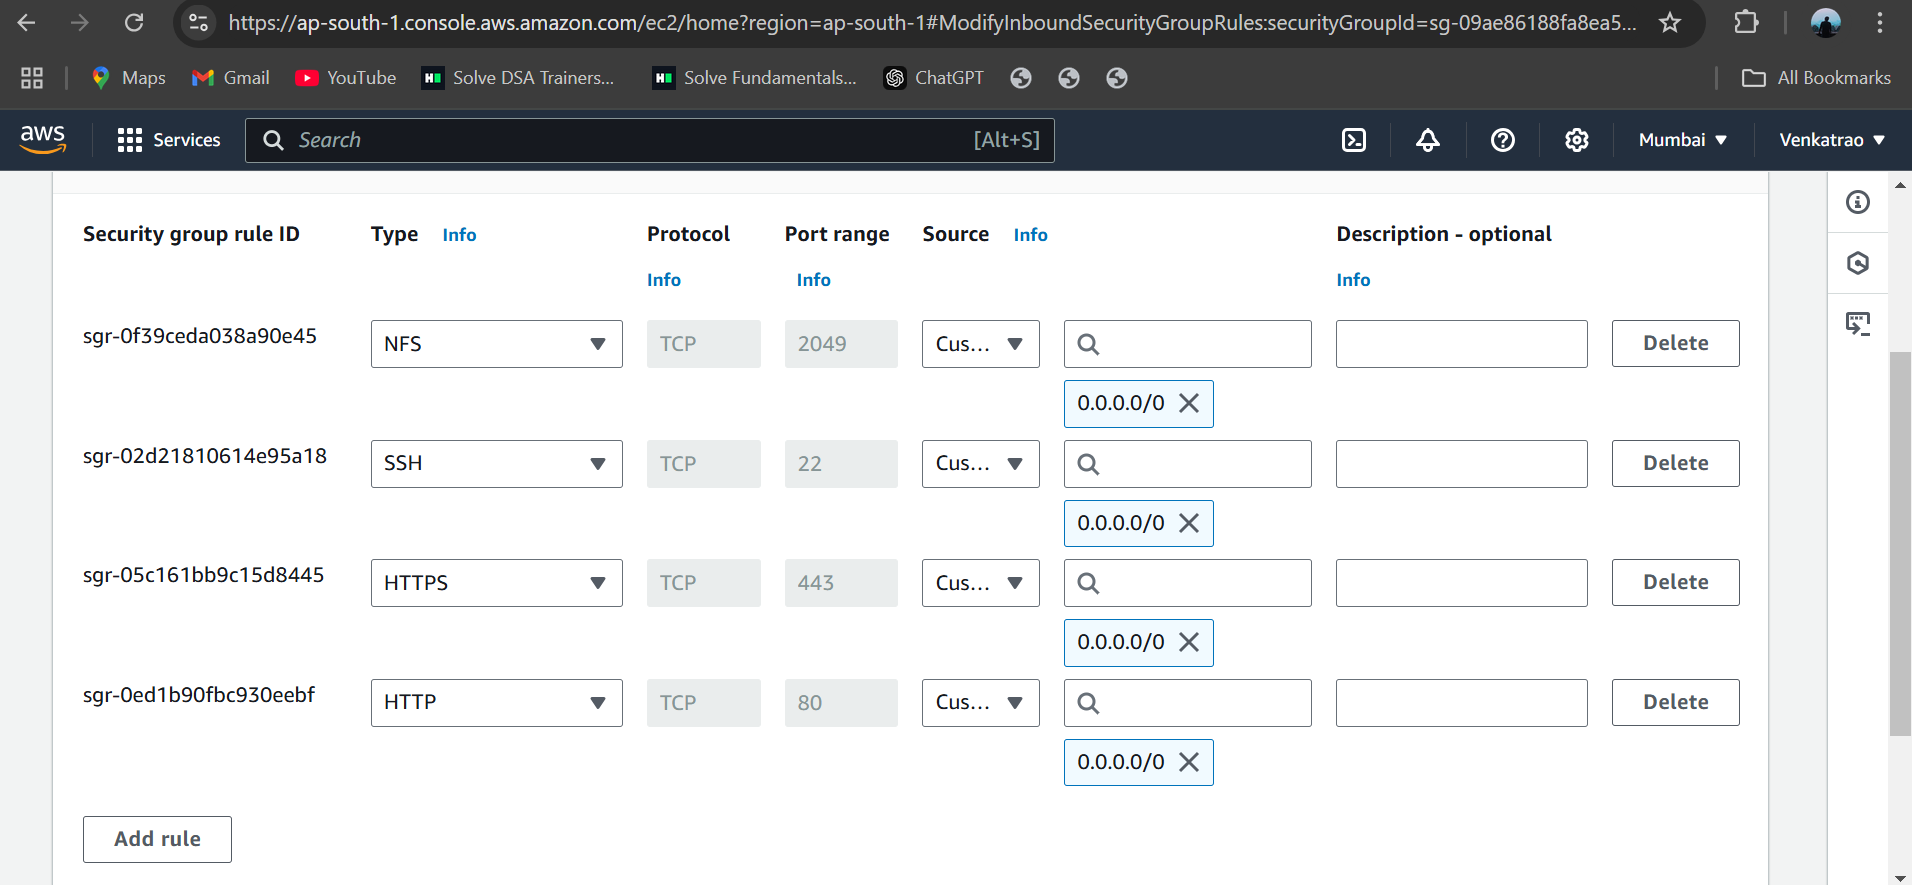 https://ap-south-1.console.aws.amazon.com/ec2/home?region=ap-south-1#ModifyInboundSecurityGroupRules:securityGroupId=sg-09ae86188fa8ea5...
Maps Gmail YouTube Solve DSA Trainers... Solve Fundamentals... ChatGPT All Bookmarks
aws Services Search [Alt+S] Mumbai Venkatrao
Security group rule ID Type Info Protocol Port range Source Info Description - optional
Info Info Info
sgr-0f39ceda038a90e45 NFS TCP 2049 Cus... Delete
0.0.0.0/0
sgr-02d21810614e95a18 SSH TCP 22 Cus... Delete
0.0.0.0/0
sgr-05c161bb9c15d8445 HTTPS TCP 443 Cus... Delete
0.0.0.0/0
sgr-0ed1b90fbc930eebf HTTP TCP 80 Cus... Delete
0.0.0.0/0
Add rule